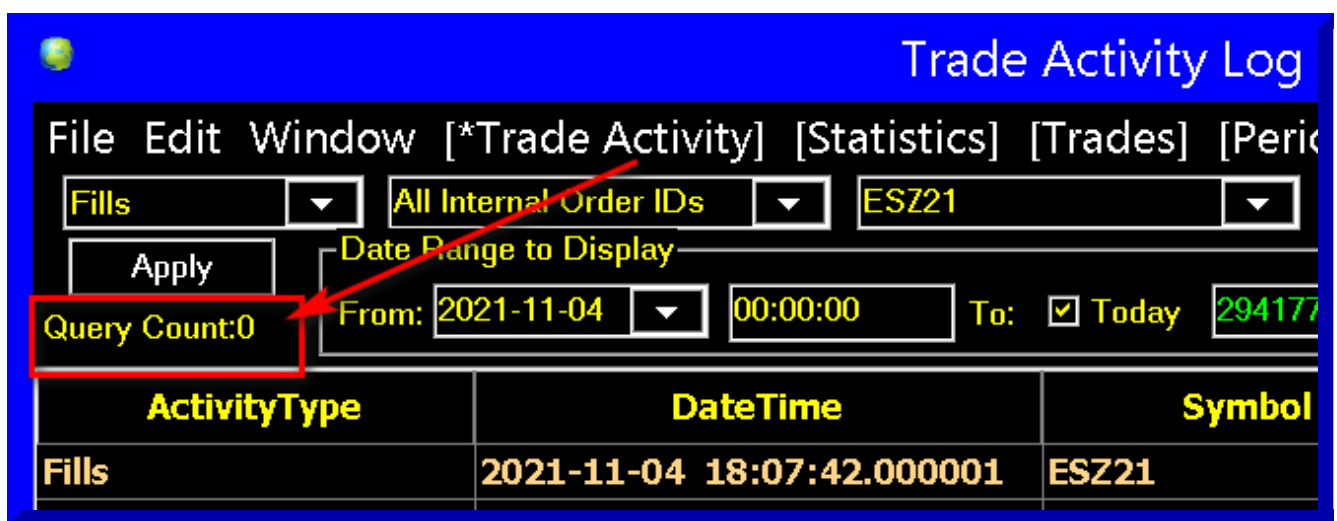 Trade Activity Log
File Edit Window [*Trade Activity] [Statistics] [Trades]
Fills All Internal Order IDs ESZ21
Apply Date Range to Display
Query Count:0 From: 2021-11-04 00:00:00 To: Today 294177
ActivityType DateTime Symbol
Fills 2021-11-04 18:07:42.000001 ESZ21